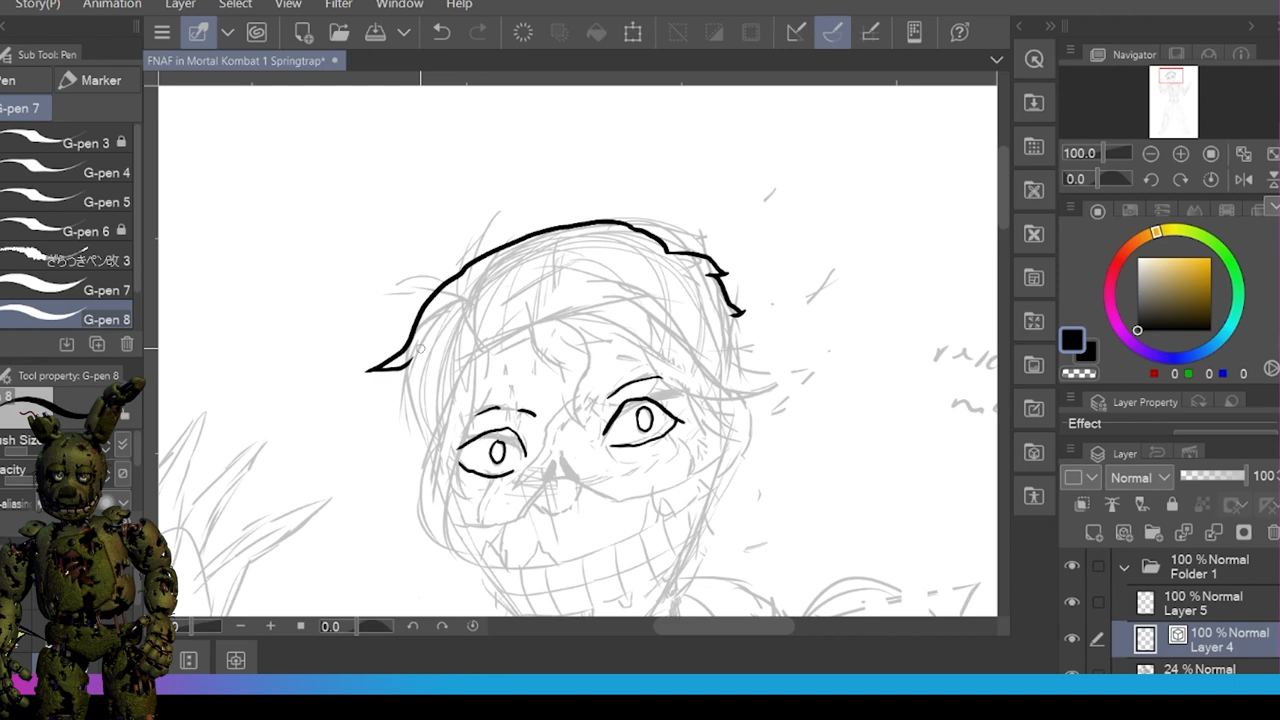 Story(P) Animation Layer Select View Filter Window Help
Sub Tool: Pen
FNAF in Mortal Kombat 1 Springtrap*
Navigator
Pen Marker
G-pen 7
G-pen 3
G-pen 4
G-pen 5
G-pen 6
ざらつきペン改 3
G-pen 7
G-pen 8
Tool property: G-pen 8
8
100.0
0.0
0 0 0
Layer Property
Effect
Layer
Normal 100
100 % Normal
Folder 1
100 % Normal
Layer 5
100 % Normal
Layer 4
24 % Normal
0.0